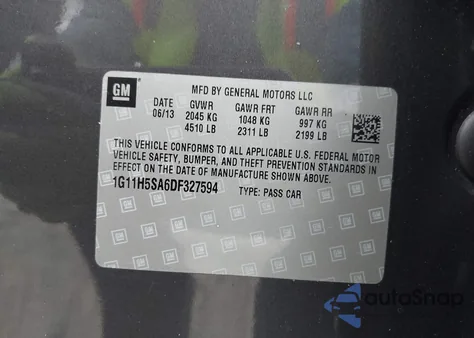 GM
MFD BY GENERAL MOTORS LLC
DATE GVWR GAWR FRT GAWR RR
06/13 2045 KG 1048 KG 997 KG
4510 LB 2311 LB 2199 LB
THIS VEHICLE CONFORMS TO ALL APPLICABLE U.S. FEDERAL MOTOR
VEHICLE SAFETY, BUMPER, AND THEFT PREVENTION STANDARDS IN
EFFECT ON THE DATE OF MANUFACTURE SHOWN ABOVE.
1G11H5SA6DF327594 TYPE: PASS CAR
autoSnap